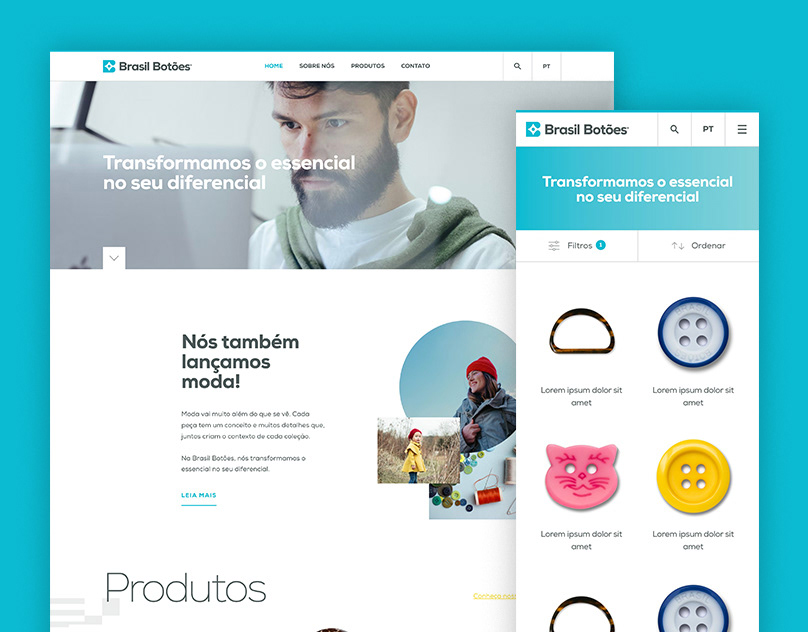 Brasil Botões
HOME SOBRE NÓS PRODUTOS CONTATO PT
Transformamos o essencial
no seu diferencial
Nós também
lançamos
moda!
Moda vai muito além do que se vê. Cada
peça tem um conceito e muitos detalhes que,
juntos criam o contexto de cada coleção.
Na Brasil Botões, nós transformamos o
essencial no seu diferencial.
LEIA MAIS
Produtos
Conheça
Brasil Botões
PT
Transformamos o essencial
no seu diferencial
Filtros 1 Ordenar
BRASIL
Lorem ipsum dolor sit
amet
Lorem ipsum dolor sit
amet
Lorem ipsum dolor sit
amet
Lorem ipsum dolor sit
amet
BRASIL